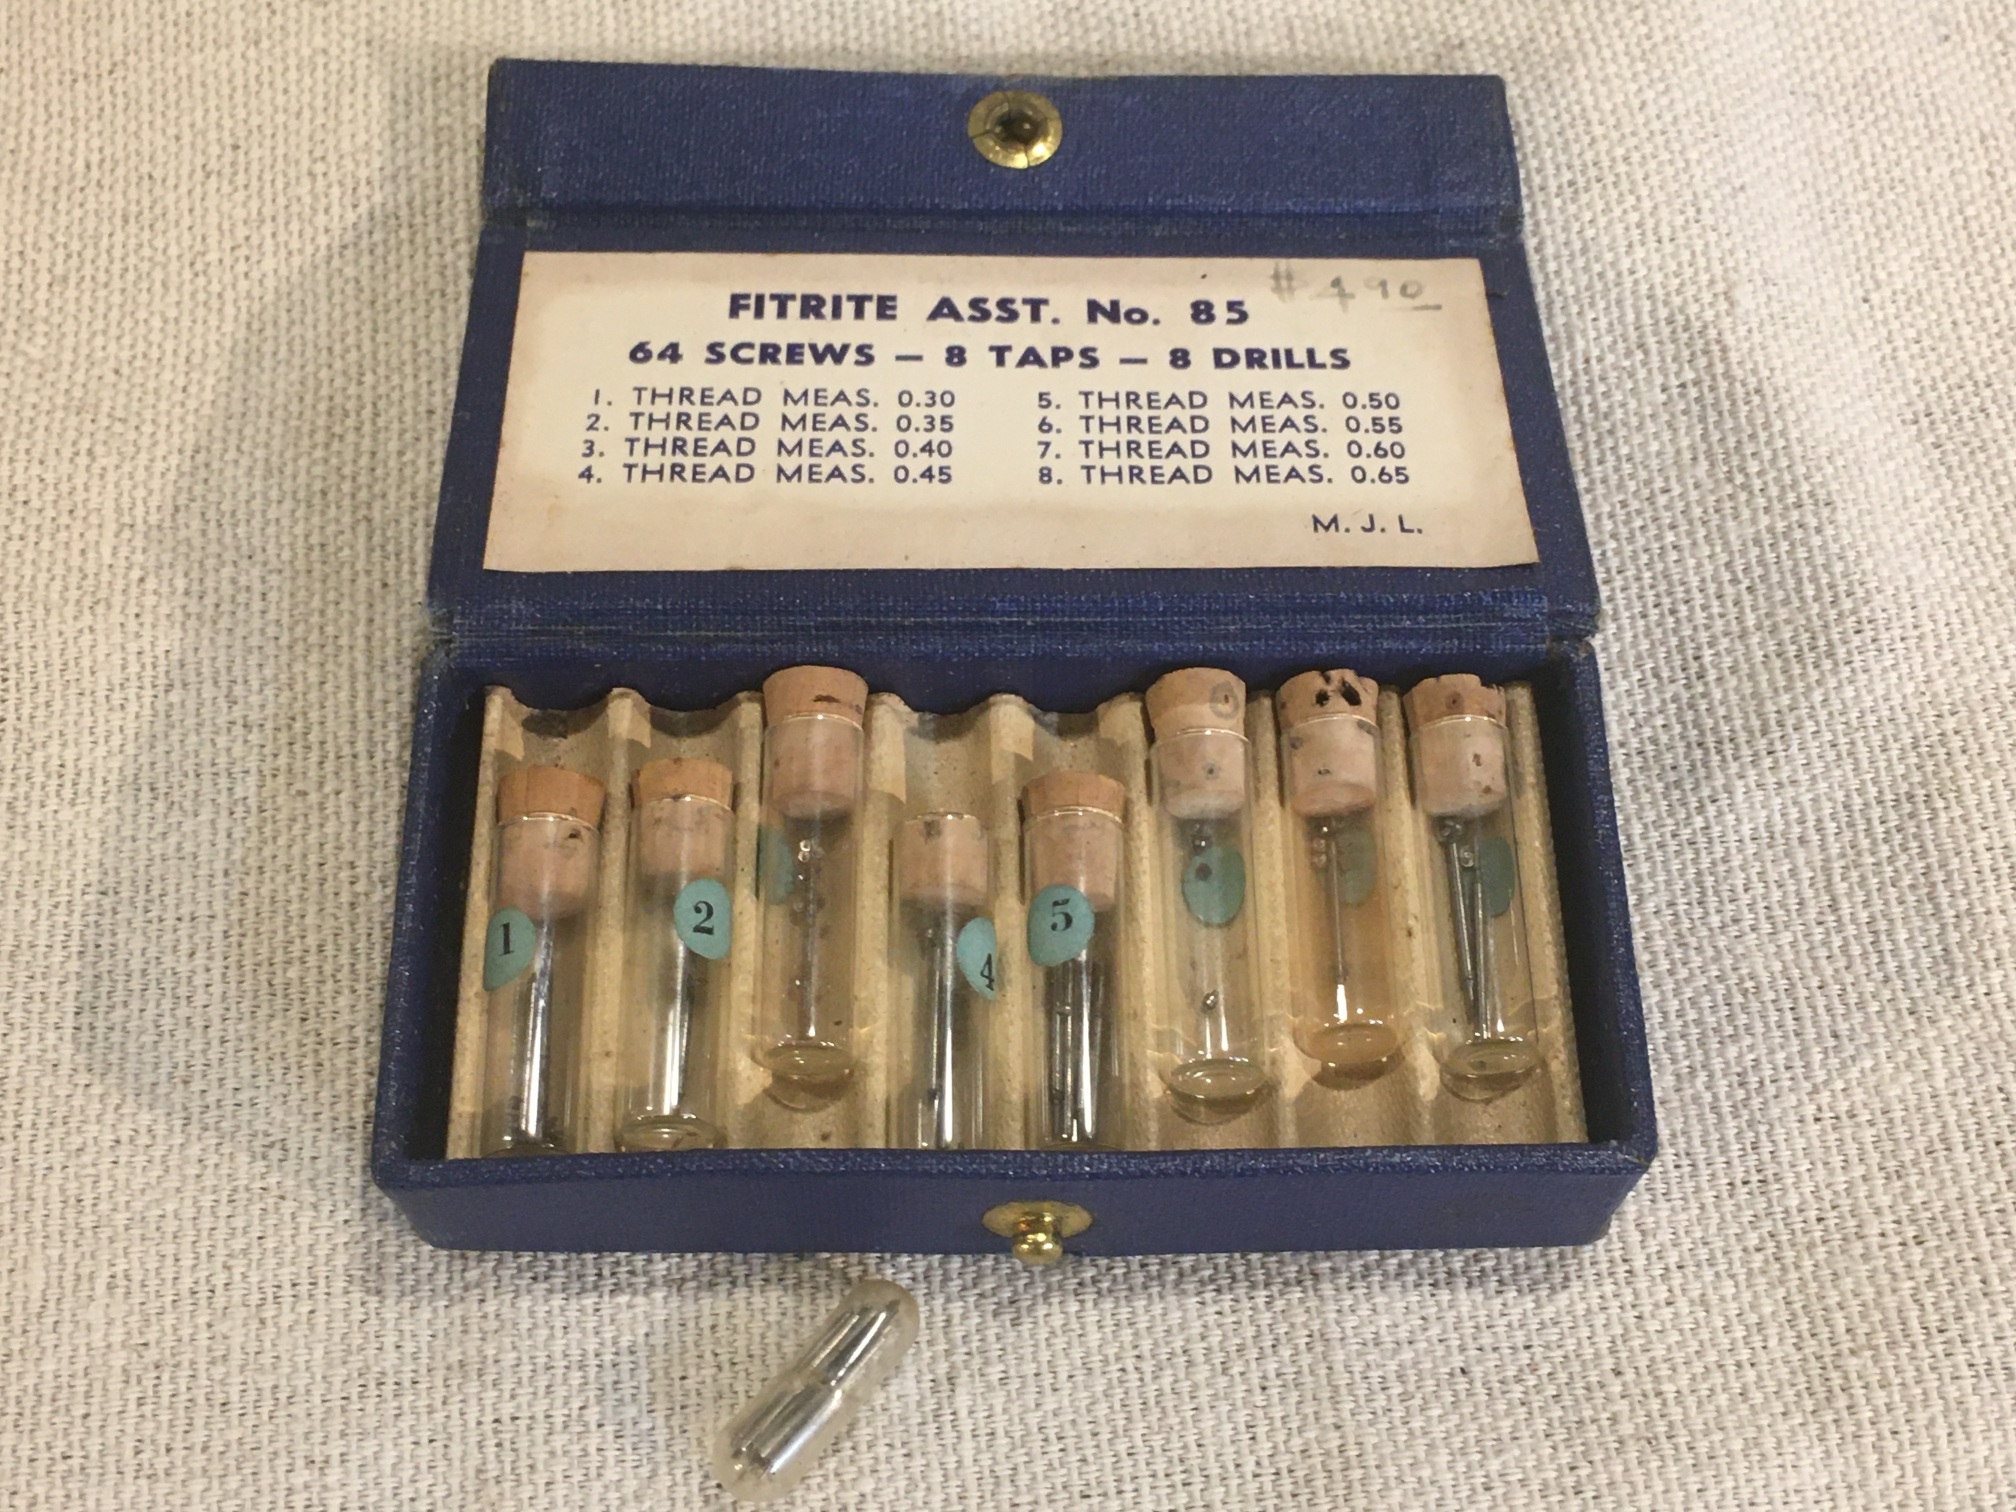 #490
FITRITE ASST. No. 85
64 SCREWS — 8 TAPS — 8 DRILLS
1. THREAD MEAS. 0.30
2. THREAD MEAS. 0.35
3. THREAD MEAS. 0.40
4. THREAD MEAS. 0.45
5. THREAD MEAS. 0.50
6. THREAD MEAS. 0.55
7. THREAD MEAS. 0.60
8. THREAD MEAS. 0.65
M. J. L.
1
2
4
5